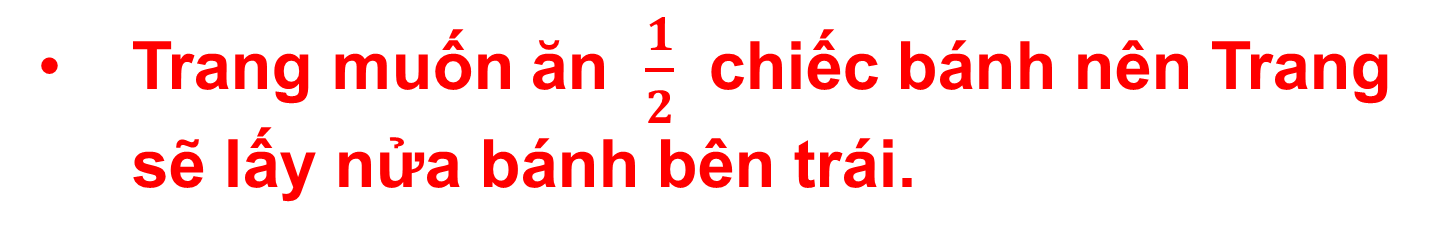 • Trang muốn ăn 1/2 chiếc bánh nên Trang
sẽ lấy nửa bánh bên trái.